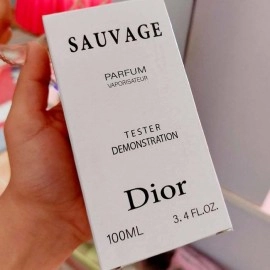 SAUVAGE
PARFUM
VAPORISATEUR
TESTER
DEMONSTRATION
Dior
100ML 3.4 FL.OZ.